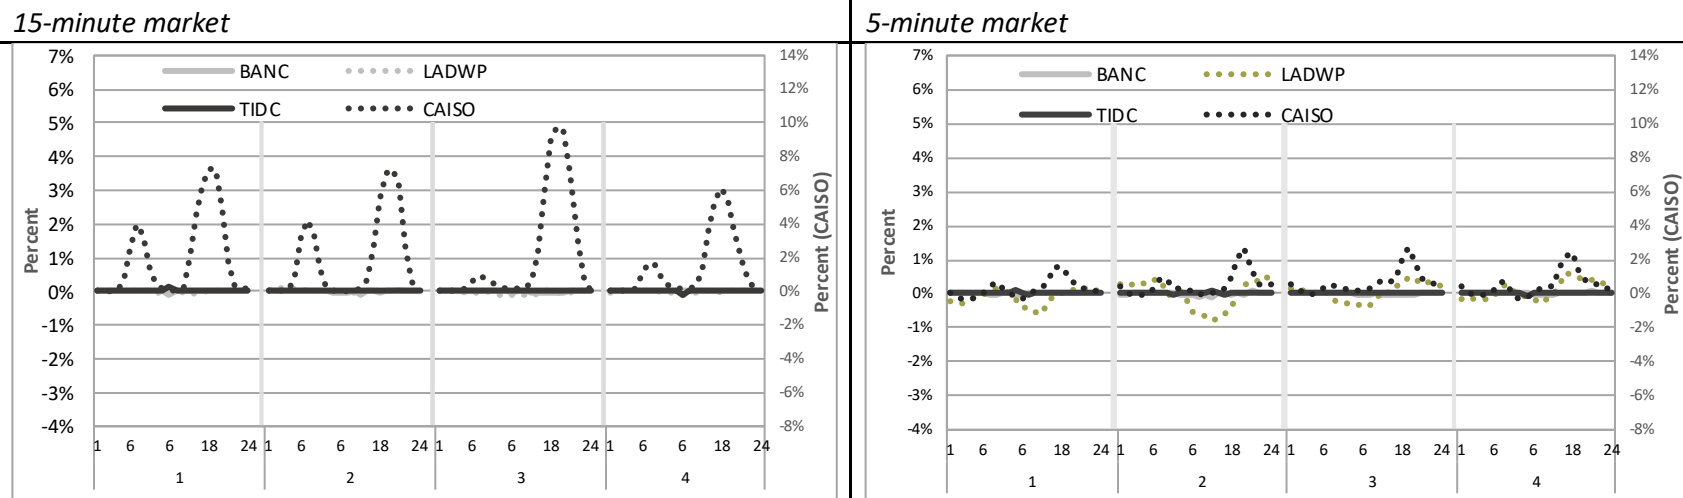 15-minute market
7%
6%
5%
4%
3%
2%
1%
0%
-1%
-2%
-3%
-4%
Percent
BANC
LADWP
TIDC
CAISO
14%
12%
10%
8%
6%
4%
2%
0%
-2%
-4%
-6%
-8%
Percent (CAISO)
1 6 6 18 24 1 6 6 18 24 1 6 6 18 24 1 6 6 18 24
1 2 3 4
5-minute market
7%
6%
5%
4%
3%
2%
1%
0%
-1%
-2%
-3%
-4%
Percent
BANC
LADWP
TIDC
CAISO
14%
12%
10%
8%
6%
4%
2%
0%
-2%
-4%
-6%
-8%
Percent (CAISO)
1 6 6 18 24 1 6 6 18 24 1 6 6 18 24 1 6 6 18 24
1 2 3 4